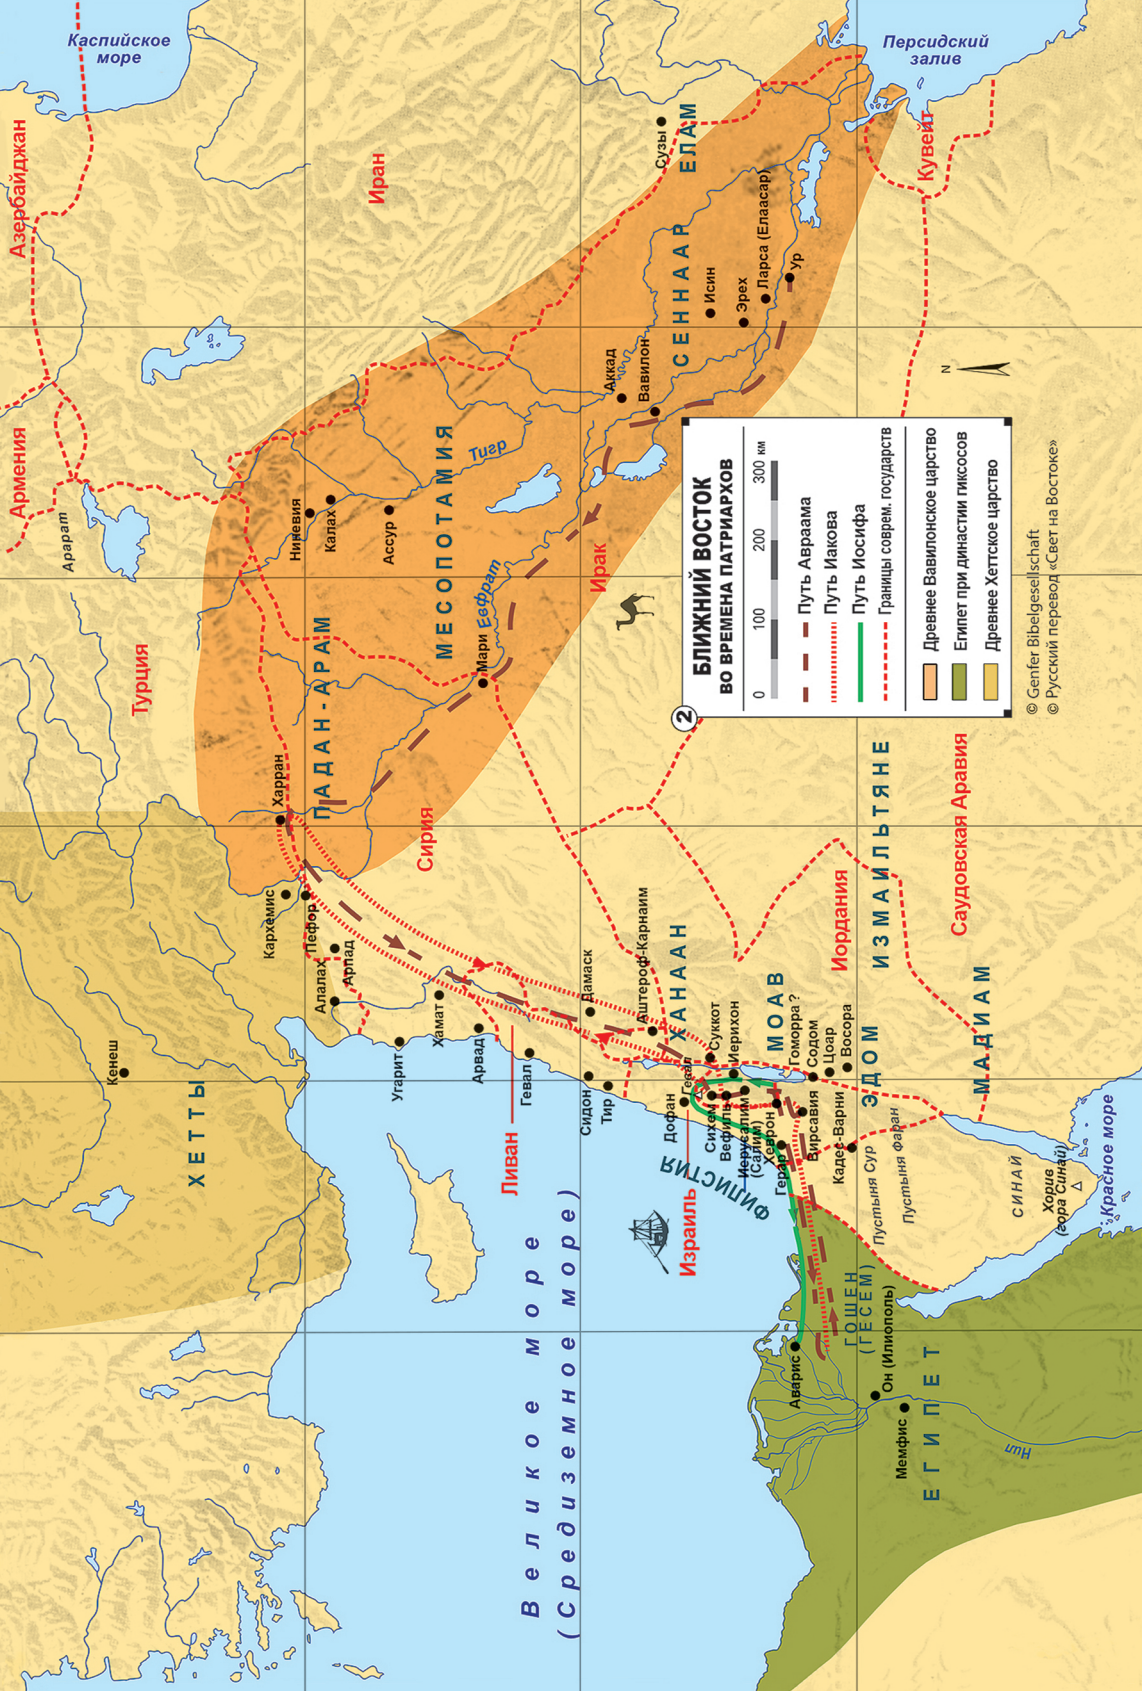 Каспийское
море
Персидский
залив
Азербайджан
Армения
Арарат
Турция
Иран
Кувейт
Сузы
ЕЛАМ
СЕННААР
Исин
Эрех
Ларса (Елаасар)
Ур
Аккад
Вавилон
Тигр
Ниневия
Калах
Ассур
МЕСОПОТАМИЯ
Евфрат
Мари
Ирак
ПАДАН-АРАМ
Харран
Сирия
Кархемис
Пефор
Алалах
Арпад
Кенеш
ХЕТТЫ
Угарит
Хамат
Арвад
Гевал
Сидон
Тир
Ливан
Дамаск
Аштероф-Карнаим
ХАНААН
Суккот
Иерихон
МОАВ
Гоморра ?
Содом
Цоар
Восора
Иордания
ИЗМАИЛЬТЯНЕ
Саудовская Аравия
ЭДОМ
МАДИАМ
Дофан
Сихем
Вефиль
Иерусалим
(Салим)
Хеврон
Герар
Вирсавия
Кадес-Варни
ФИЛИСТИЯ
Израиль
Пустыня Сур
Пустыня Фаран
СИНАЙ
Хорив
(гора Синай)
Красное море
Великое море
(Средиземное море)
ГОШЕН
(ГЕСЕМ)
Аварис
Он (Илиополь)
Мемфис
ЕГИПЕТ
Нил
N
2
БЛИЖНИЙ ВОСТОК
ВО ВРЕМЕНА ПАТРИАРХОВ
0 100 200 300 км
Путь Авраама
Путь Иакова
Путь Иосифа
Границы соврем. государств
Древнее Вавилонское царство
Египет при династии гиксосов
Древнее Хеттское царство
© Genfer Bibelgesellschaft
© Русский перевод «Свет на Востоке»